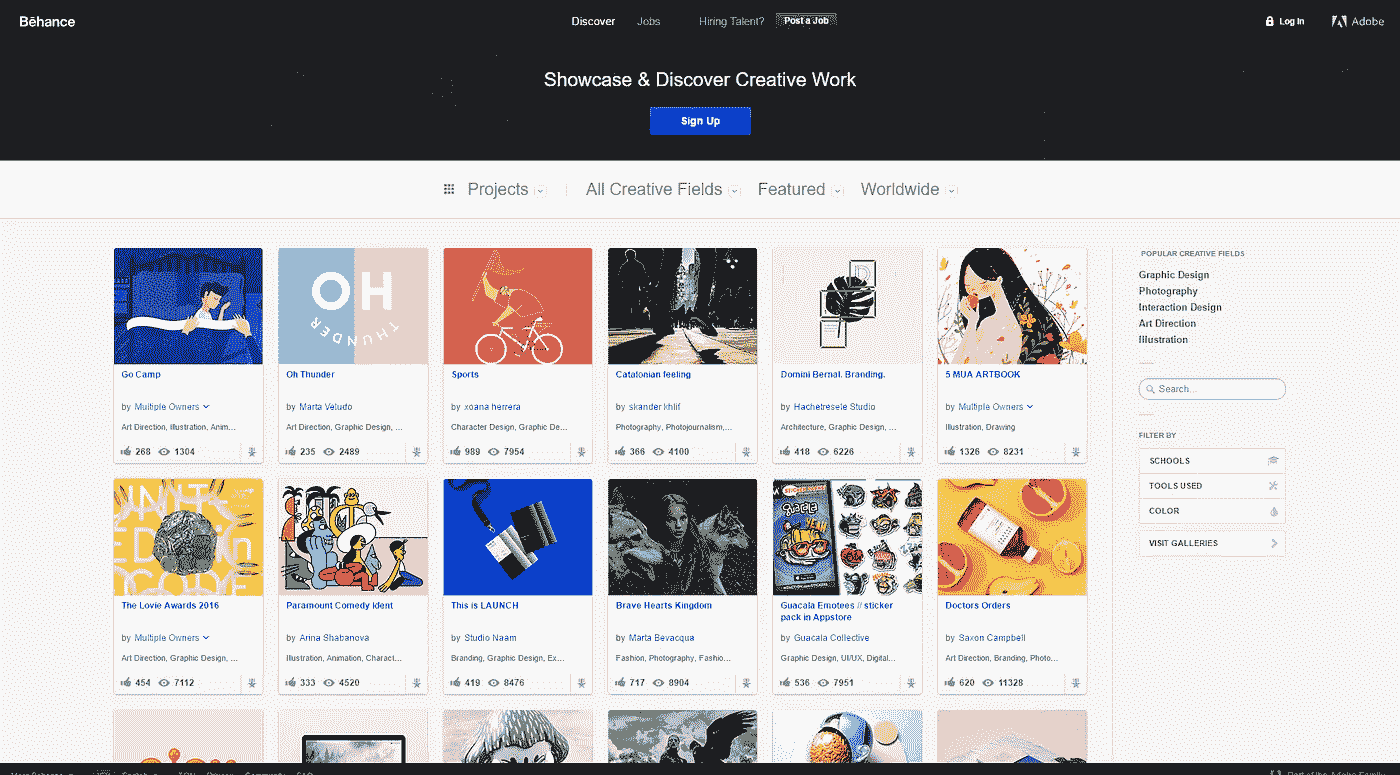 Bēhance
Discover Jobs Hiring Talent? Post a Job
Log In Adobe
Showcase & Discover Creative Work
Sign Up
Projects All Creative Fields Featured Worldwide
OH
THUNDER
Go Camp
by Multiple Owners
Art Direction, Illustration, Anim...
268 1304
Oh Thunder
by Marta Veludo
Art Direction, Graphic Design, ...
235 2489
Sports
by xoana herrera
Character Design, Graphic De...
989 7954
Catalonian feeling
by skander khlif
Photography, Photojournalism,...
366 4100
Domini Bernal. Branding.
by Hachetresele Studio
Architecture, Graphic Design, ...
418 6226
5 MUA ARTBOOK
by Multiple Owners
Illustration, Drawing
1326 8231
The Lovie Awards 2016
by Multiple Owners
Art Direction, Graphic Design, ...
454 7112
Paramount Comedy Ident
by Arina Shabanova
Illustration, Animation, Charact...
333 4520
This is LAUNCH
by Studio Naam
Branding, Graphic Design, Ex...
419 8476
Brave Hearts Kingdom
by Marta Bevacqua
Fashion, Photography, Fashio...
717 8904
Guacala
YEAH
Guacala Emotees // sticker
pack in Appstore
by Guacala Collective
Graphic Design, UI/UX, Digital...
536 7951
Doctors Orders
by Saxon Campbell
Art Direction, Branding, Photo...
620 11328
POPULAR CREATIVE FIELDS
Graphic Design
Photography
Interaction Design
Art Direction
Illustration
Search...
FILTER BY
SCHOOLS
TOOLS USED
COLOR
VISIT GALLERIES